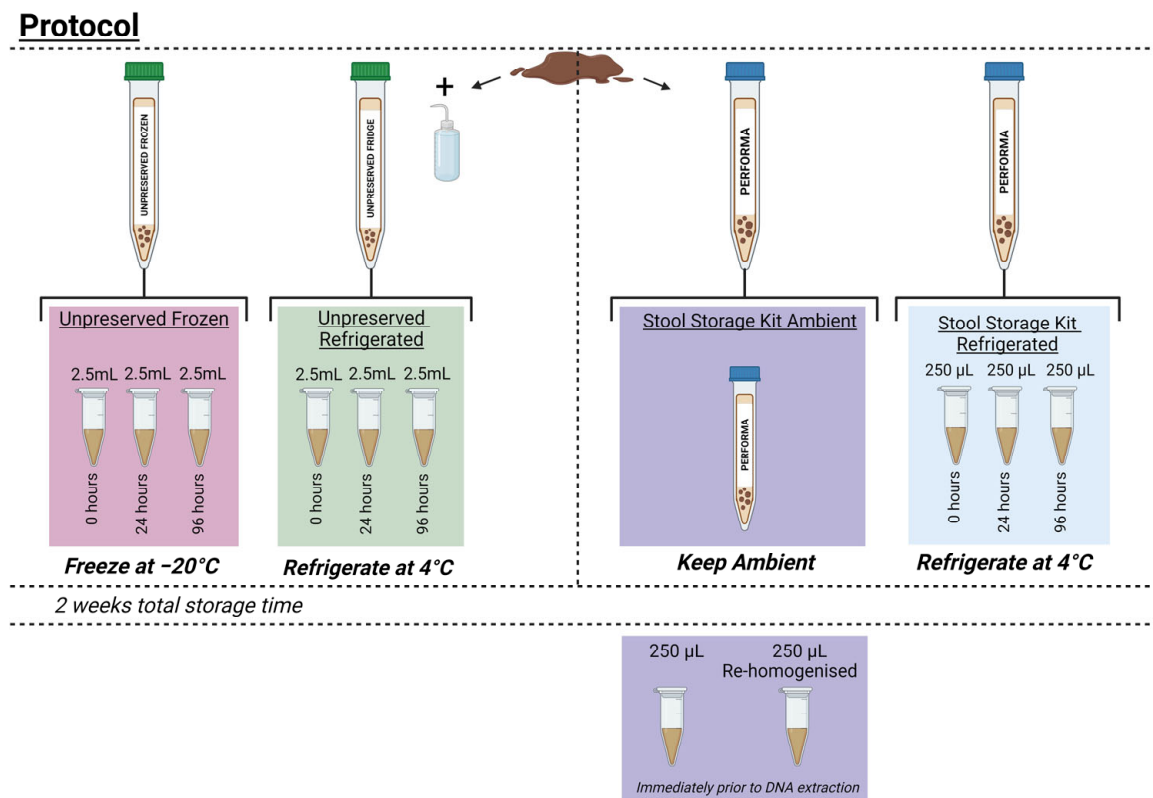 Protocol
UNPRESERVED FROZEN
UNPRESERVED FRIDGE
+
PERFORMA
PERFORMA
Unpreserved Frozen
2.5mL 2.5mL 2.5mL
0 hours
24 hours
96 hours
Freeze at −20°C
Unpreserved
Refrigerated
2.5mL 2.5mL 2.5mL
0 hours
24 hours
96 hours
Refrigerate at 4°C
Stool Storage Kit Ambient
PERFORMA
Keep Ambient
Stool Storage Kit
Refrigerated
250 µL 250 µL 250 µL
0 hours
24 hours
96 hours
Refrigerate at 4°C
2 weeks total storage time
250 µL
250 µL
Re-homogenised
Immediately prior to DNA extraction